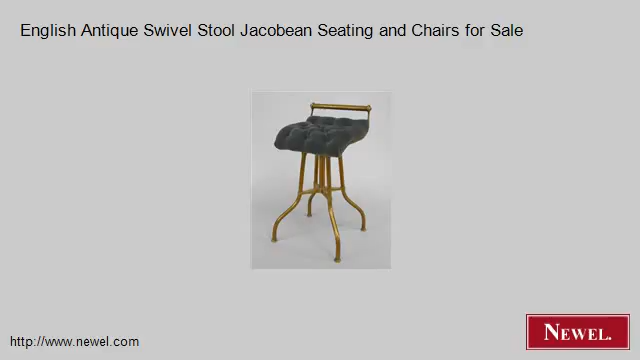 English Antique Swivel Stool Jacobean Seating and Chairs for Sale
http://www.newel.com
NEWEL.